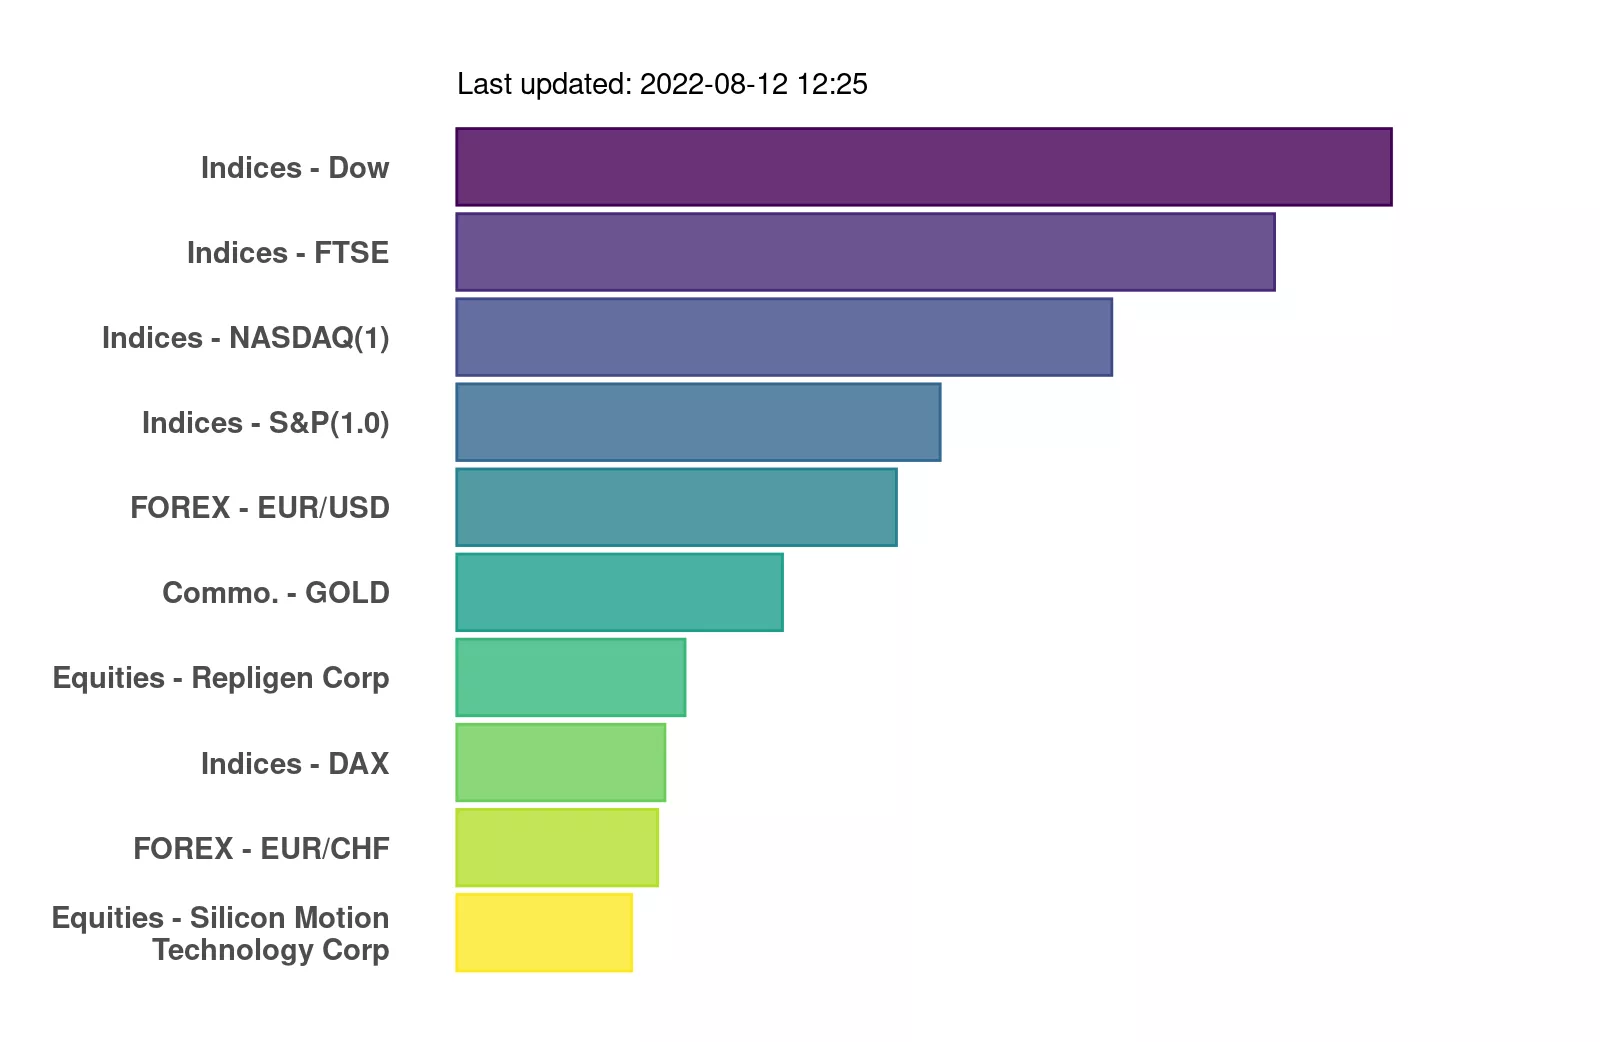 Last updated: 2022-08-12 12:25
Indices - Dow
Indices - FTSE
Indices - NASDAQ(1)
Indices - S&P(1.0)
FOREX - EUR/USD
Commo. - GOLD
Equities - Repligen Corp
Indices - DAX
FOREX - EUR/CHF
Equities - Silicon Motion
Technology Corp